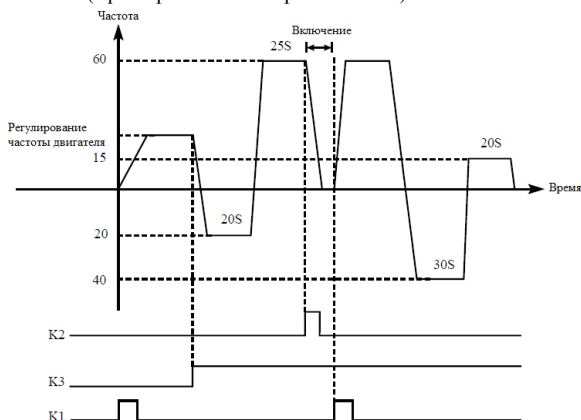 Частота
Включение
25S
60
Регулирование
частоты двигателя
15
20S
Время
20S
20
30S
40
K2
K3
K1